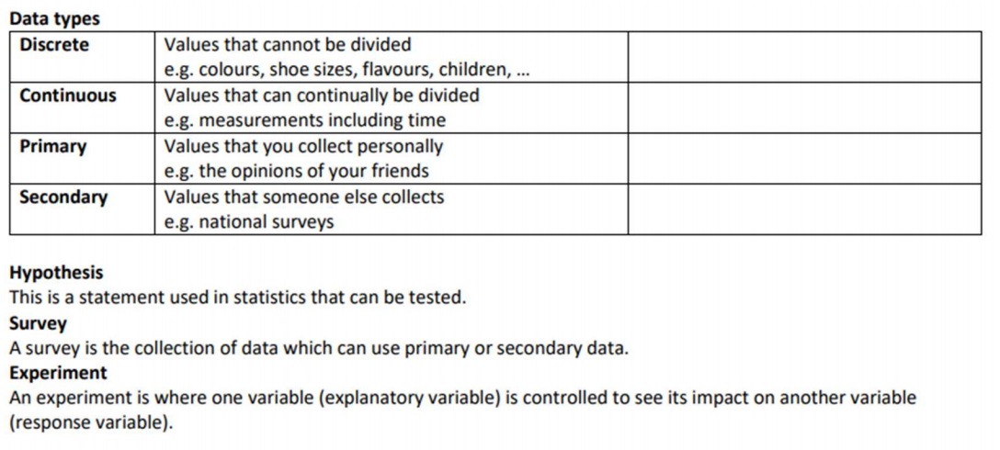 Data types
Discrete
Values that cannot be divided
e.g. colours, shoe sizes, flavours, children, ...
Continuous
Values that can continually be divided
e.g. measurements including time
Primary
Values that you collect personally
e.g. the opinions of your friends
Secondary
Values that someone else collects
e.g. national surveys
Hypothesis
This is a statement used in statistics that can be tested.
Survey
A survey is the collection of data which can use primary or secondary data.
Experiment
An experiment is where one variable (explanatory variable) is controlled to see its impact on another variable
(response variable).